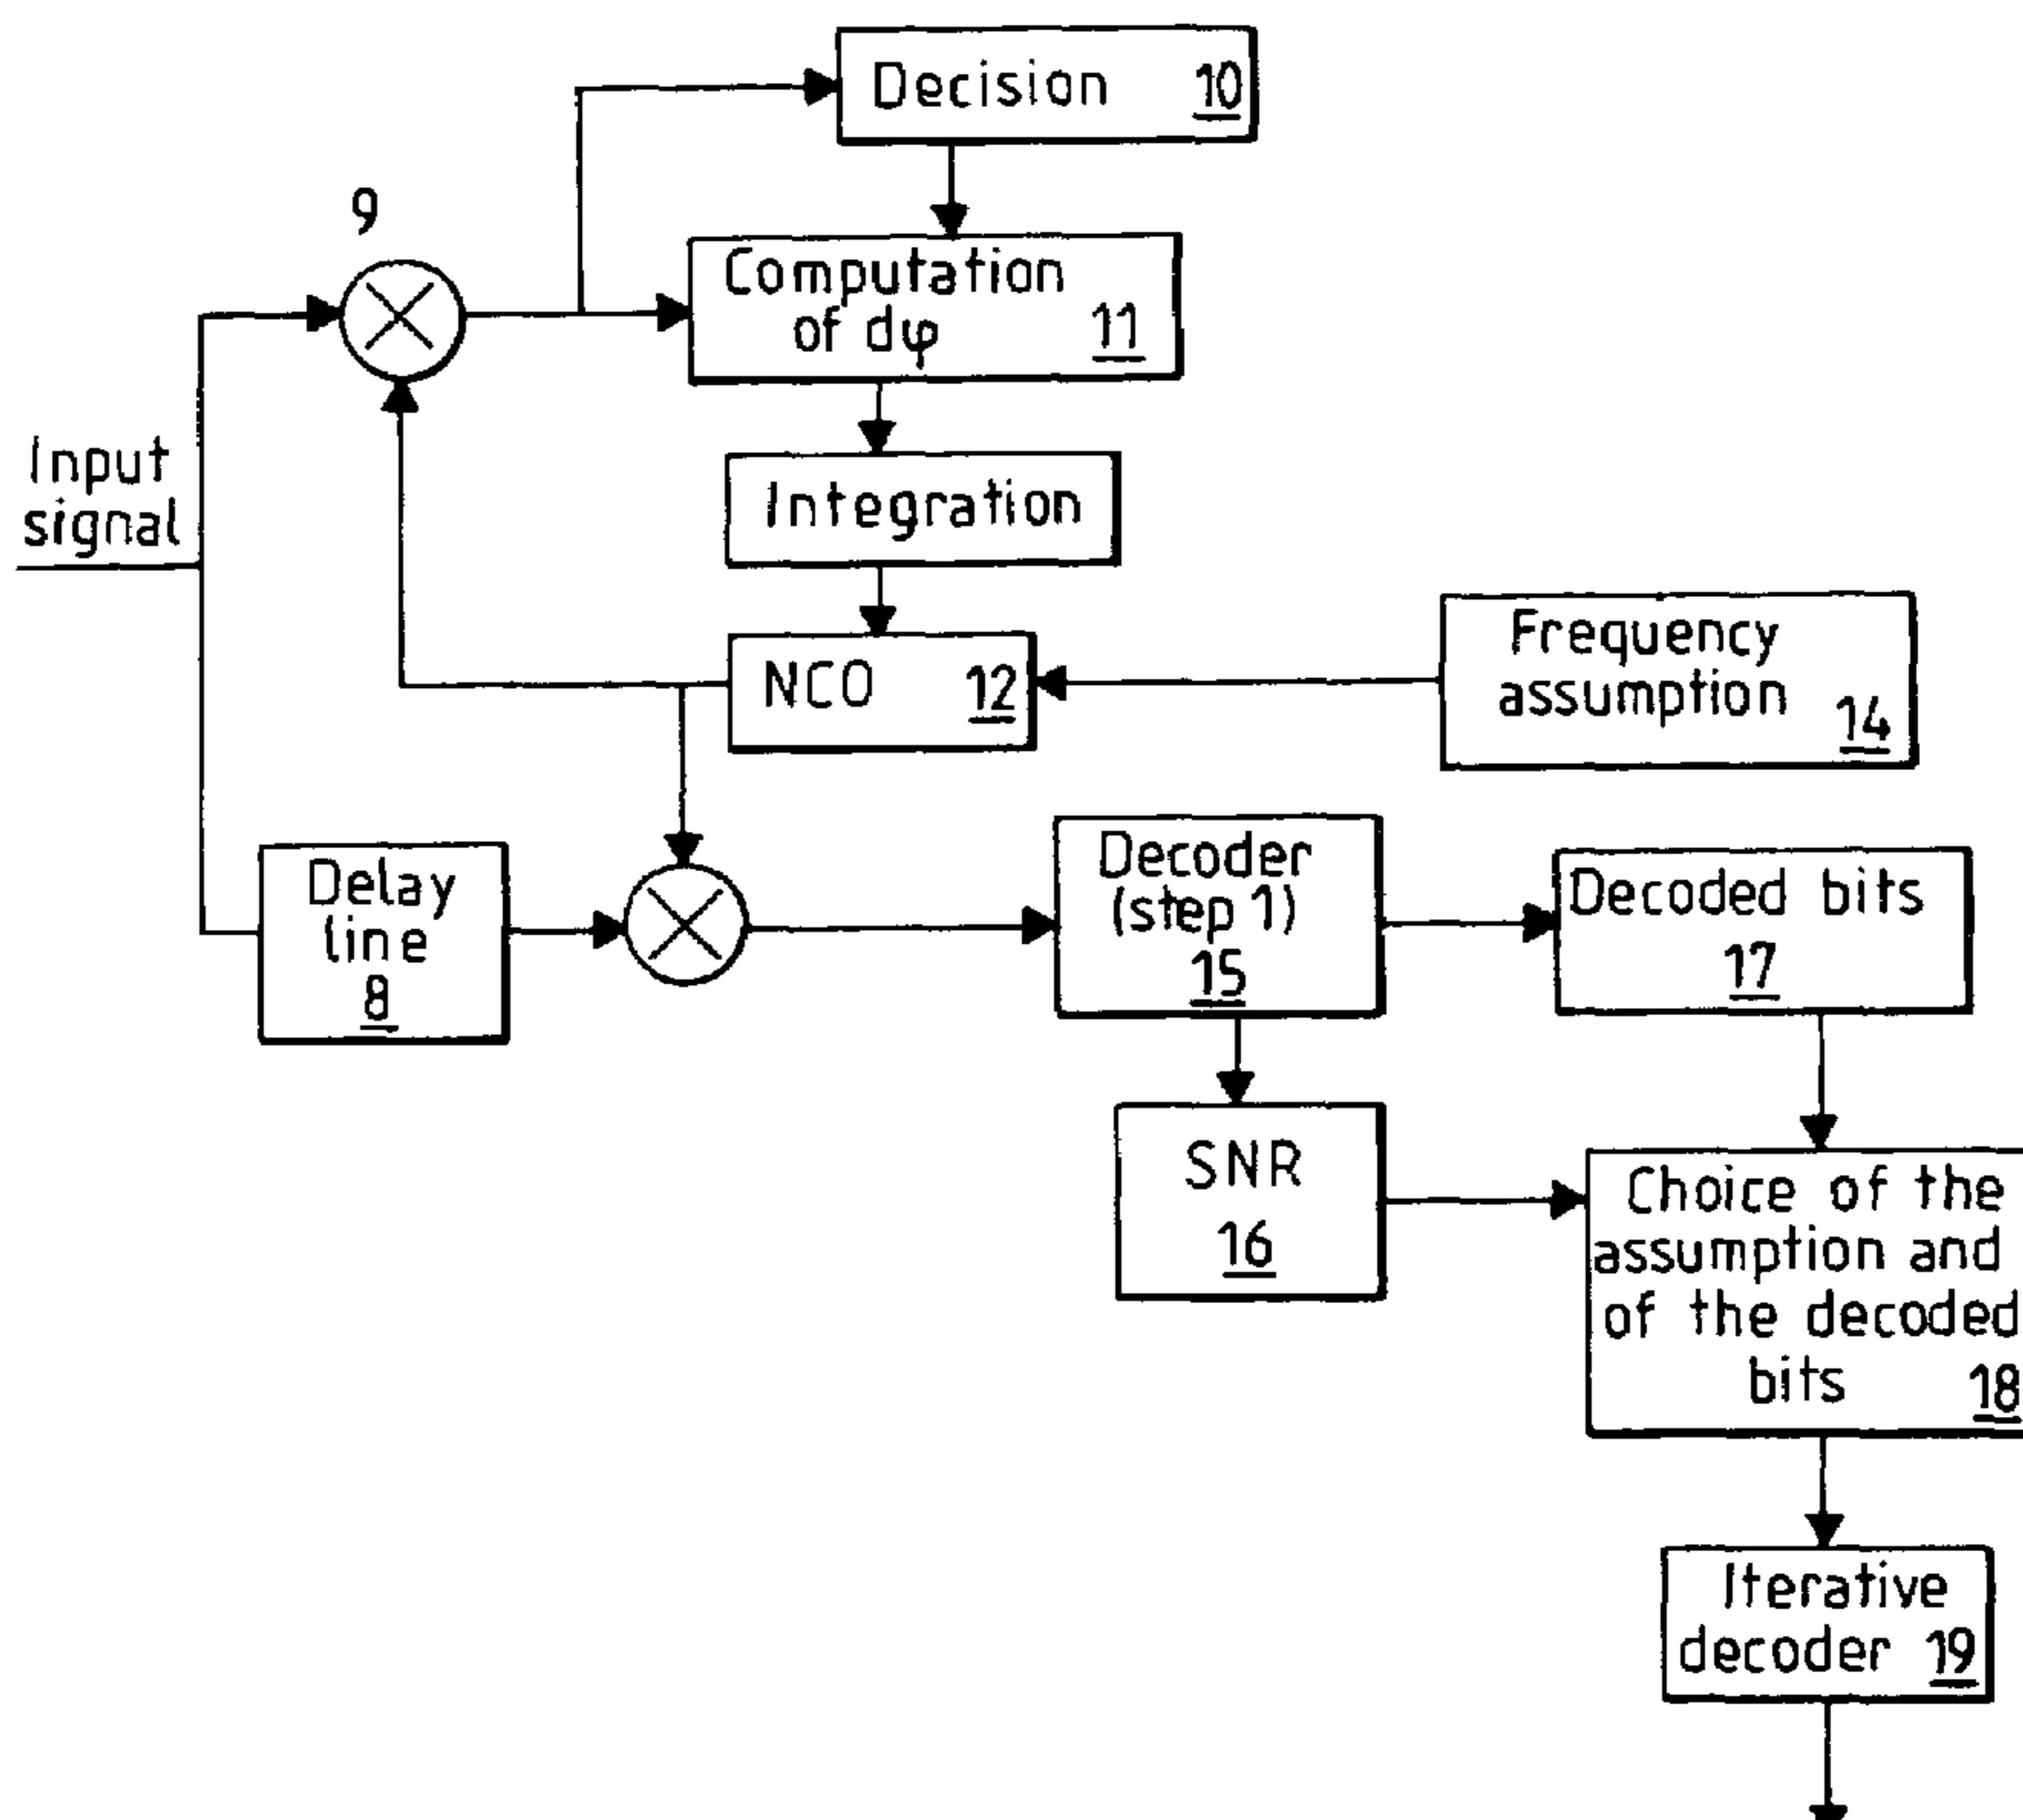 Decision 10
9
Computation
of dφ 11
Input
signal
Integration
NCO 12
Frequency
assumption 14
Delay
line
8
Decoder
(step 1)
15
Decoded bits
17
SNR
16
Choice of the
assumption and
of the decoded
bits 18
Iterative
decoder 19